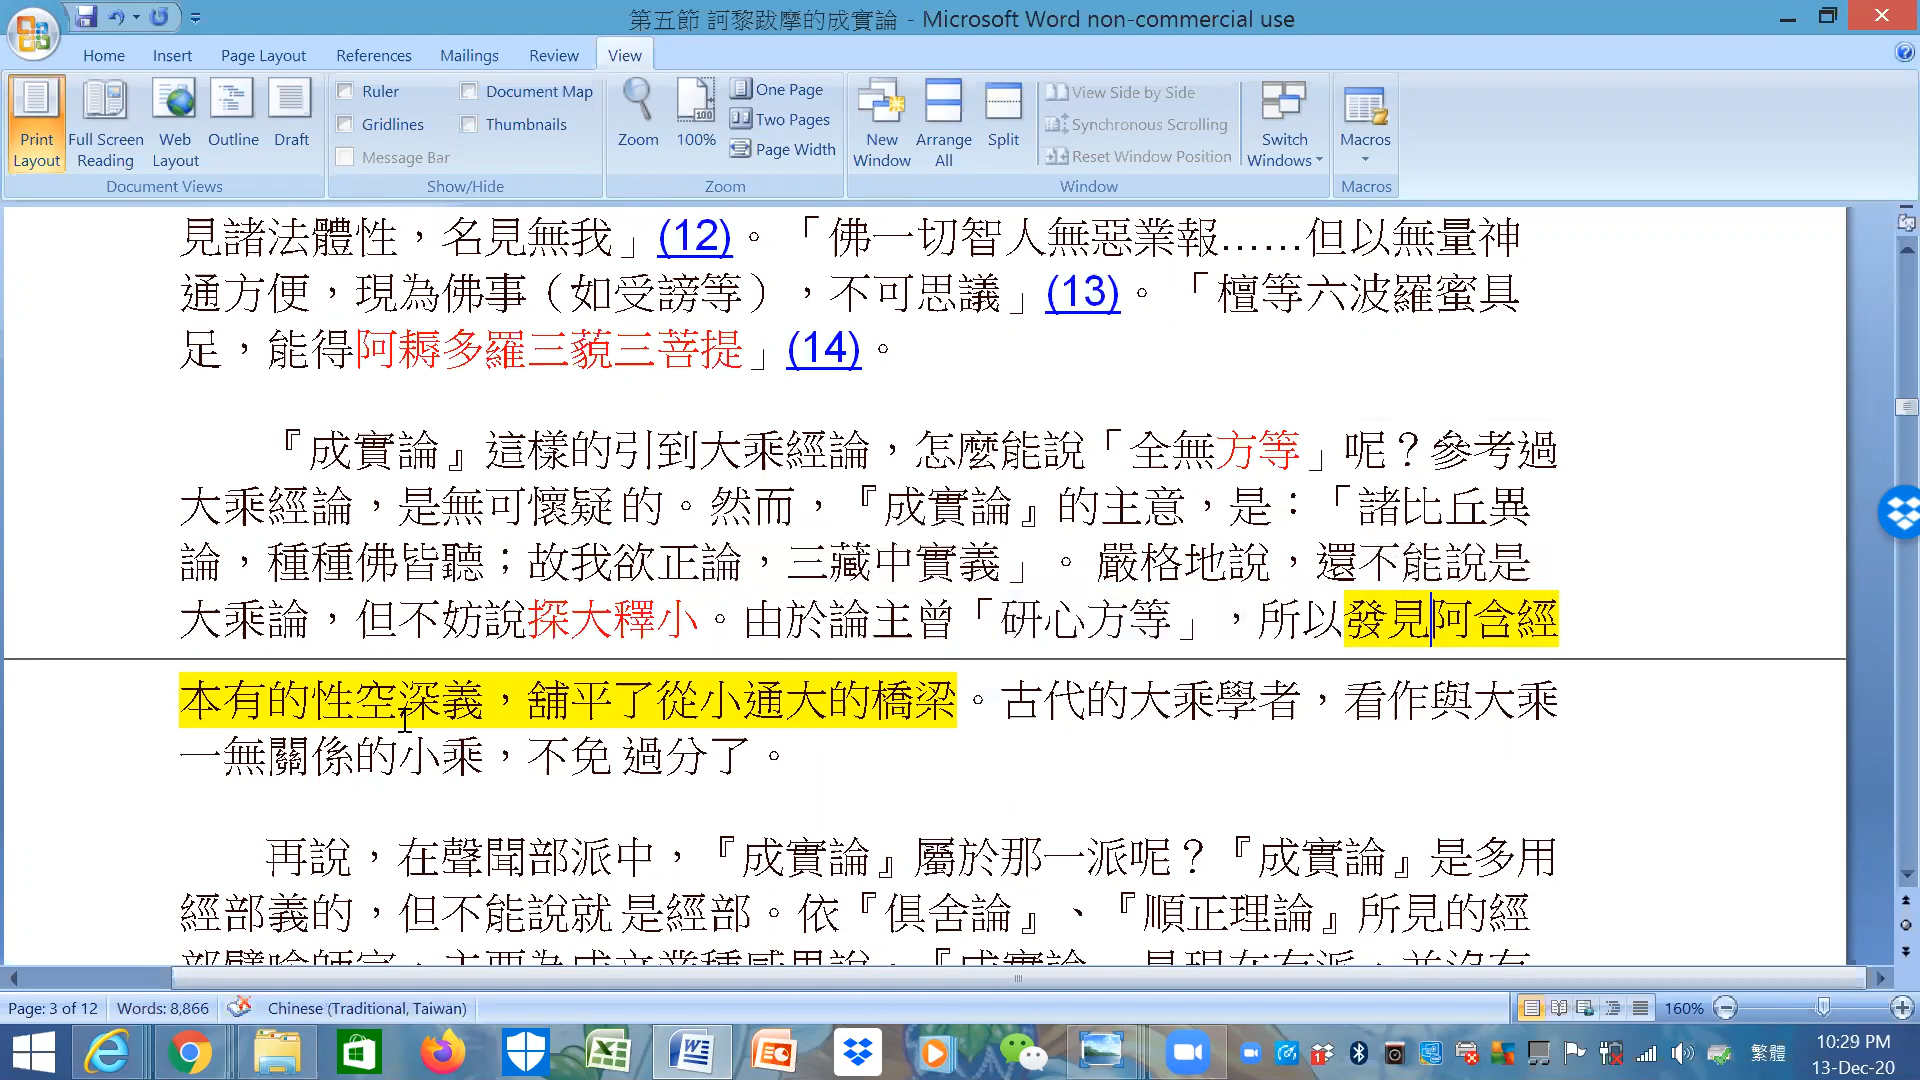 第五節 訶黎跋摩的成實論 - Microsoft Word non-commercial use
Home Insert Page Layout References Mailings Review View
Print Layout
Full Screen Reading
Web Layout
Outline
Draft
Document Views
Ruler
Gridlines
Message Bar
Document Map
Thumbnails
Show/Hide
Zoom
100%
One Page
Two Pages
Page Width
Zoom
New Window
Arrange All
Split
View Side by Side
Synchronous Scrolling
Reset Window Position
Switch Windows
Window
Macros
Macros
見諸法體性，名見無我」(12)。「佛一切智人無惡業報……但以無量神
通方便，現為佛事（如受謗等），不可思議」(13)。「檀等六波羅蜜具
足，能得阿耨多羅三藐三菩提」(14)。
『成實論』這樣的引到大乘經論，怎麼能說「全無方等」呢？參考過
大乘經論，是無可懷疑的。然而，『成實論』的主意，是：「諸比丘異
論，種種佛皆聽；故我欲正論，三藏中實義」。嚴格地說，還不能說是
大乘論，但不妨說探大釋小。由於論主曾「研心方等」，所以發見阿含經
本有的性空深義，舖平了從小通大的橋梁。古代的大乘學者，看作與大乘
一無關係的小乘，不免過分了。
再說，在聲聞部派中，『成實論』屬於那一派呢？『成實論』是多用
經部義的，但不能說就是經部。依『俱舍論』、『順正理論』所見的經
Page: 3 of 12 Words: 8,866 Chinese (Traditional, Taiwan) 160%
繁體
10:29 PM
13-Dec-20